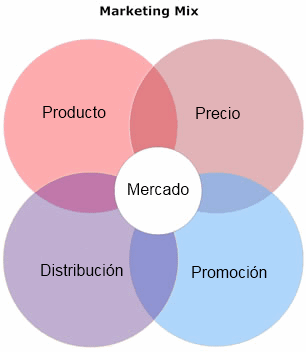 Marketing Mix
Producto
Precio
Mercado
Distribución
Promoción